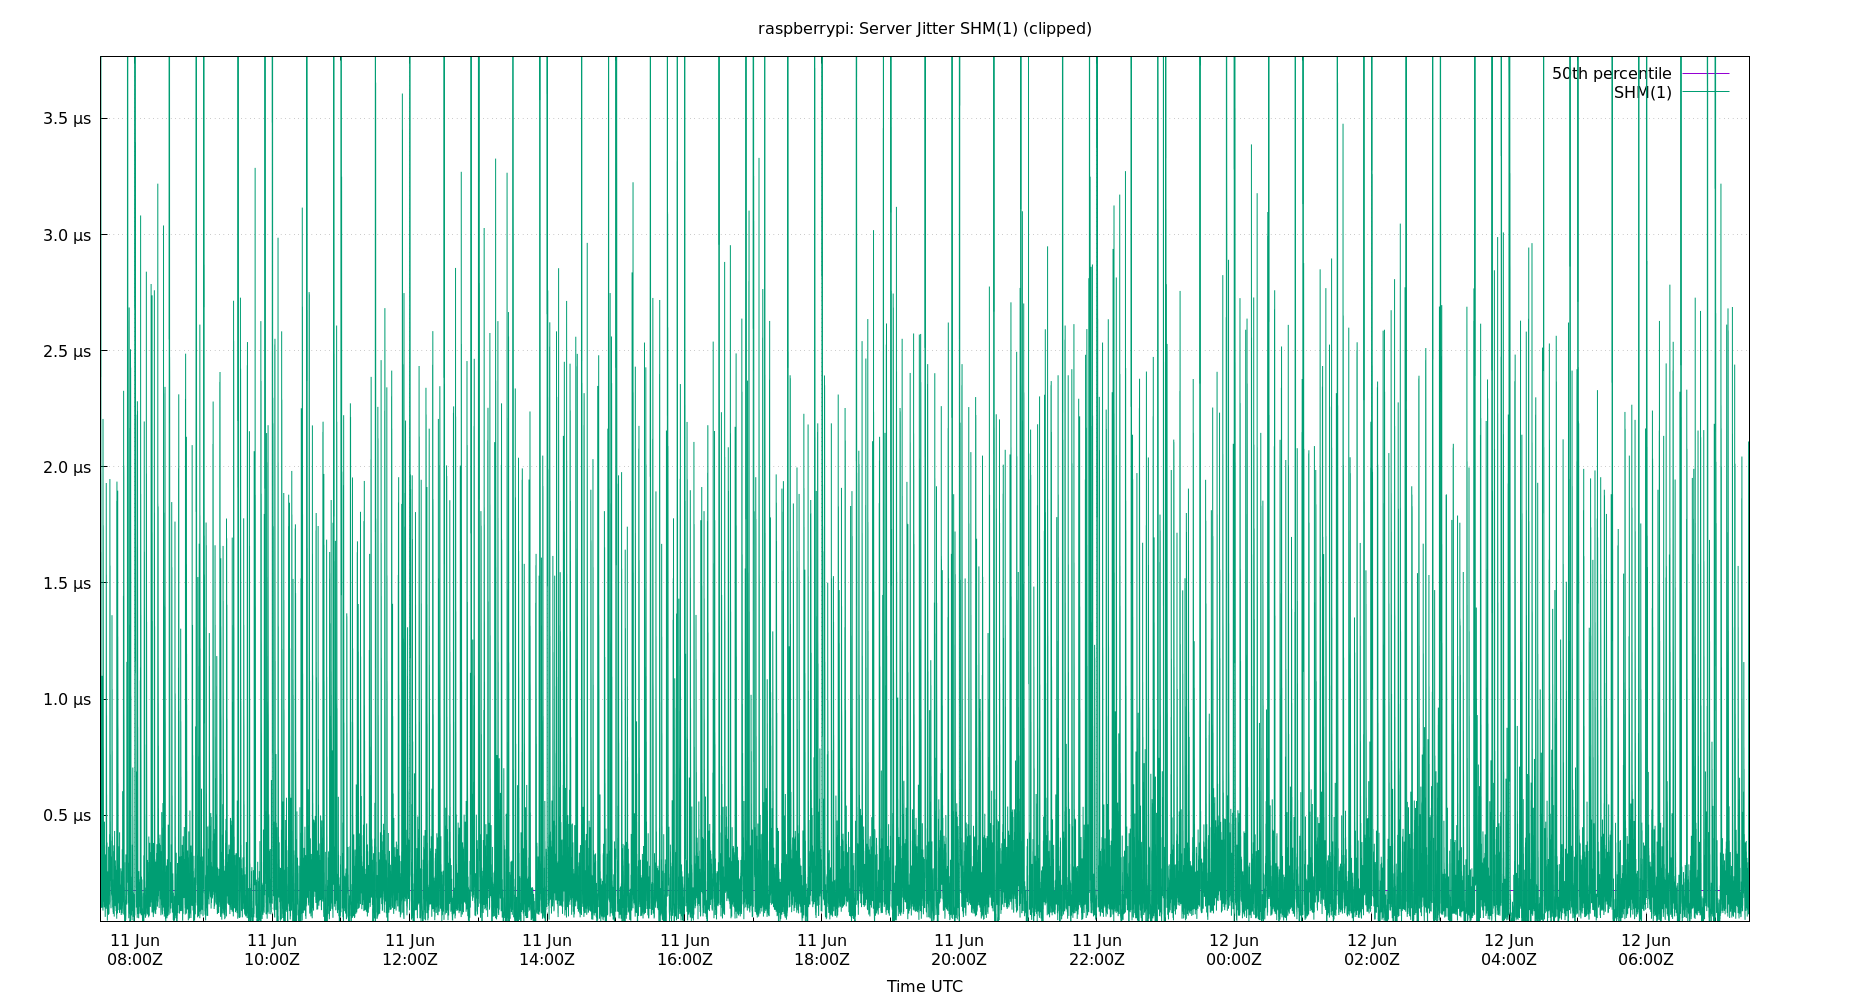 raspberrypi: Server Jitter SHM(1) (clipped)
50th percentile
SHM(1)
3.5 µs
3.0 µs
2.5 µs
2.0 µs
1.5 µs
1.0 µs
0.5 µs
11 Jun 11 Jun 11 Jun 11 Jun 11 Jun 11 Jun 11 Jun 11 Jun 12 Jun 12 Jun 12 Jun 12 Jun
08:00Z 10:00Z 12:00Z 14:00Z 16:00Z 18:00Z 20:00Z 22:00Z 00:00Z 02:00Z 04:00Z 06:00Z
Time UTC